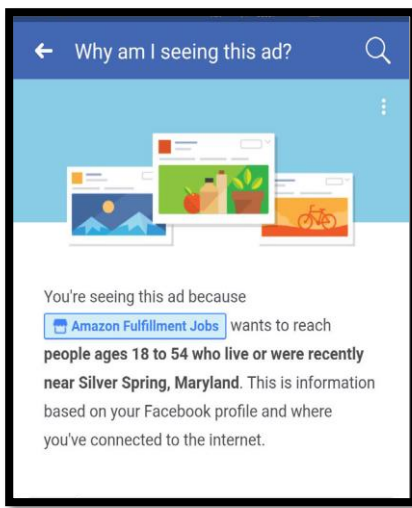 Why am I seeing this ad?
You're seeing this ad because
Amazon Fulfillment Jobs wants to reach
people ages 18 to 54 who live or were recently
near Silver Spring, Maryland. This is information
based on your Facebook profile and where
you've connected to the internet.